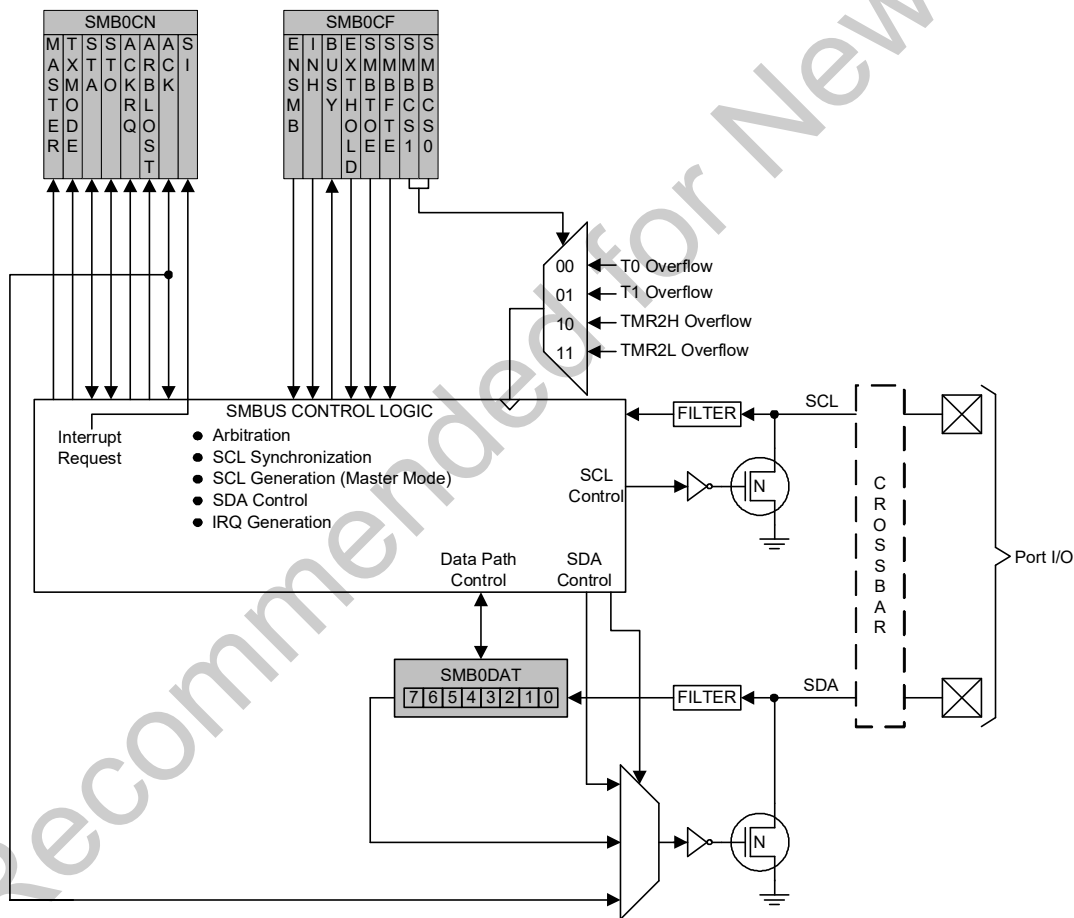 SMB0CN
MASTER
TXMODE
STA
STO
ACKRQ
ARBLOST
ACK
SI
SMB0CF
ENSMB
INH
BUSY
EXTHOLD
SMBTOE
SMBFTE
SMBCS1
SMBCS0
00
T0 Overflow
01
T1 Overflow
10
TMR2H Overflow
11
TMR2L Overflow
SMBUS CONTROL LOGIC
Interrupt
Request
● Arbitration
● SCL Synchronization
● SCL Generation (Master Mode)
● SDA Control
● IRQ Generation
SCL
Control
Data Path
Control
SDA
Control
FILTER
SCL
N
CROSSBAR
Port I/O
SMB0DAT
7 6 5 4 3 2 1 0
FILTER
SDA
N
Recommended for New